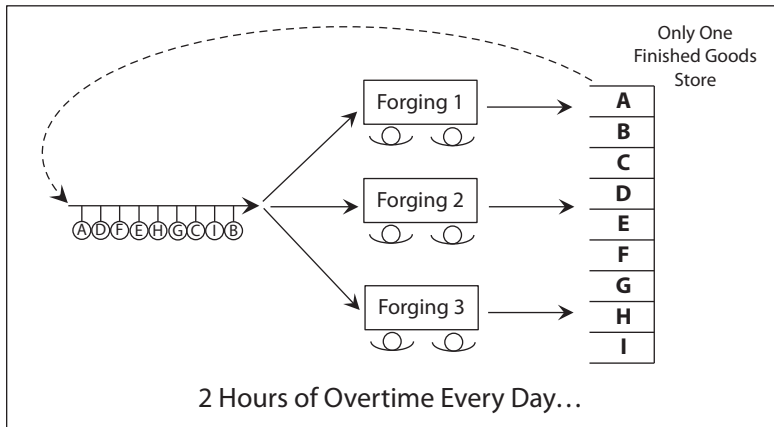 Only One
Finished Goods
Store
Forging 1
Forging 2
Forging 3
A
B
C
D
E
F
G
H
I
A D F E H G C I B
2 Hours of Overtime Every Day…